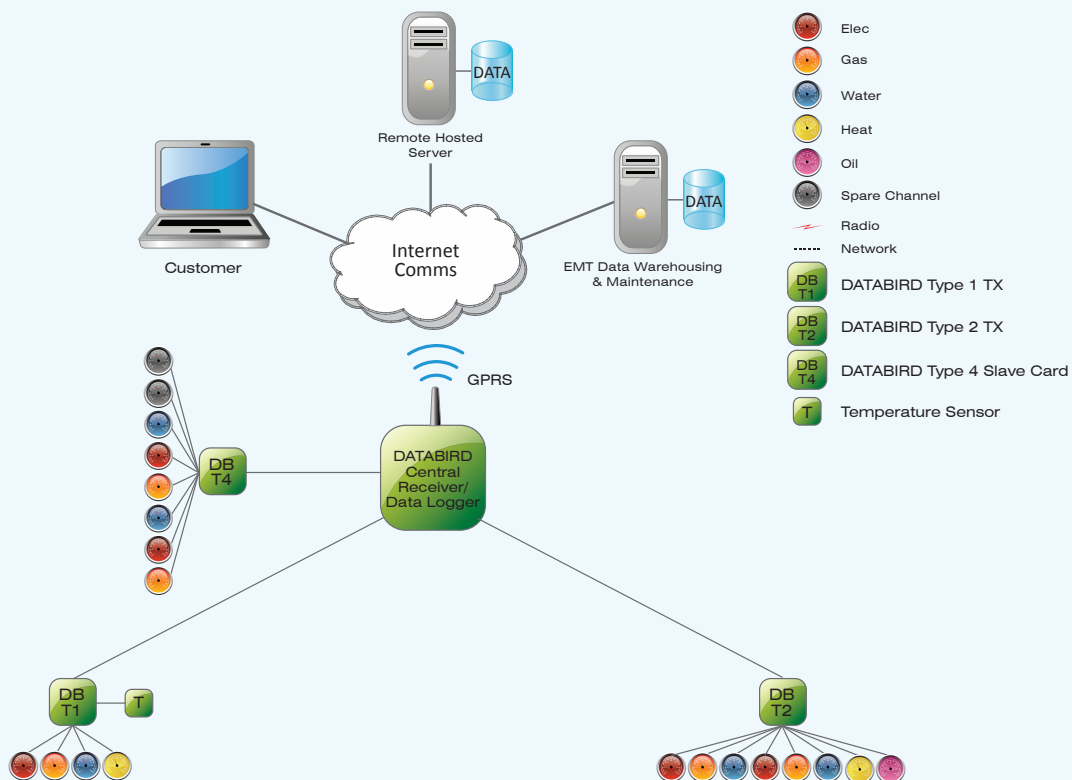 DATA
Remote Hosted
Server
DATA
Customer
Internet
Comms
EMT Data Warehousing
& Maintenance
GPRS
DATABIRD
Central
Receiver/
Data Logger
DB
T4
DB
T1
T
DB
T2
Elec
Gas
Water
Heat
Oil
Spare Channel
Radio
Network
DB
T1
DATABIRD Type 1 TX
DB
T2
DATABIRD Type 2 TX
DB
T4
DATABIRD Type 4 Slave Card
T
Temperature Sensor